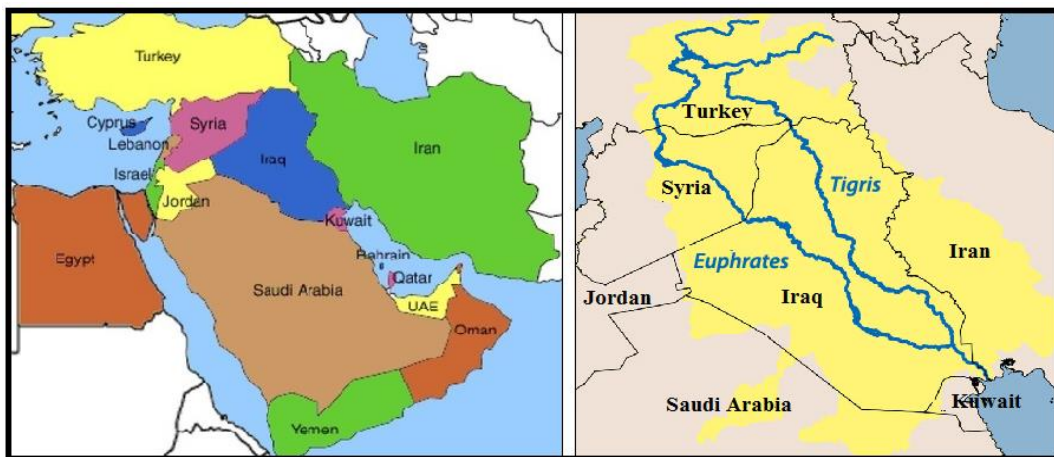 Turkey
Cyprus
Syria
Lebanon
Iraq
Iran
Israel
Jordan
Kuwait
Egypt
Bahrain
Qatar
Saudi Arabia
UAE
Oman
Yemen
Turkey
Syria
Tigris
Iran
Euphrates
Jordan
Iraq
Saudi Arabia
Kuwait